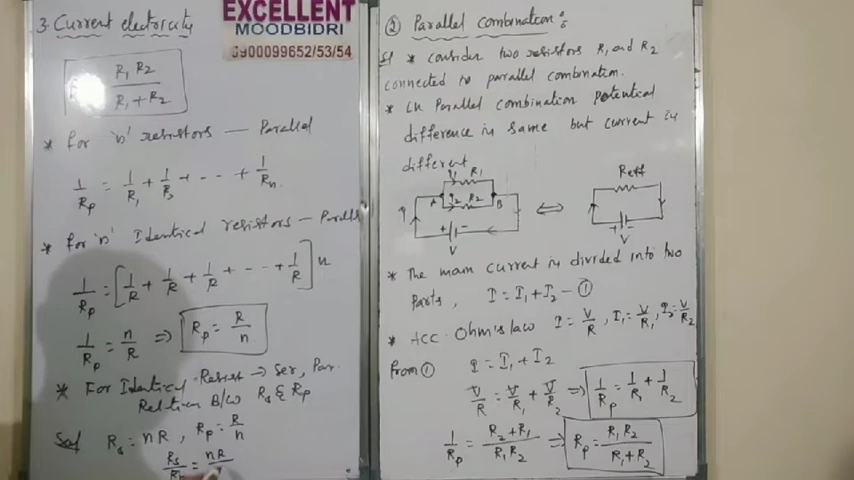 3. Current electricity
EXCELLENT
MOODBIDRI
6900099652/53/54
R₁ R₂
R₁ + R₂
* For 'n' resistors — Parallel
1/Rp = 1/R₁ + 1/R₂ + - - + 1/Rn.
* For 'n' Identical resistors — Parallel
1/Rp = [1/R + 1/R + 1/R + - - + 1/R] n
1/Rp = n/R ⇒ Rp = R/n
* For Identical Resist → Ser, Par.
Relation B/w Rs & Rp
Sol Rs = nR , Rp = R/n
Rs/Rp = nR
② Parallel combination :
* consider two resistors R₁ and R₂
connected to parallel combination.
* In Parallel combination potential
difference is same but current is
different
I₁ R₁
A I₂ R₂ B
I
+ -
V
⇔
Reff
+ -
V
* The main current is divided into two
Parts, I = I₁ + I₂ — ①
* Acc. Ohm's law I = V/R , I₁ = V/R₁ , I₂ = V/R₂
From ① I = I₁ + I₂
V/R = V/R₁ + V/R₂ ⇒ 1/Rp = 1/R₁ + 1/R₂
1/Rp = R₂ + R₁/R₁ R₂ ⇒ Rp = R₁ R₂/R₁ + R₂